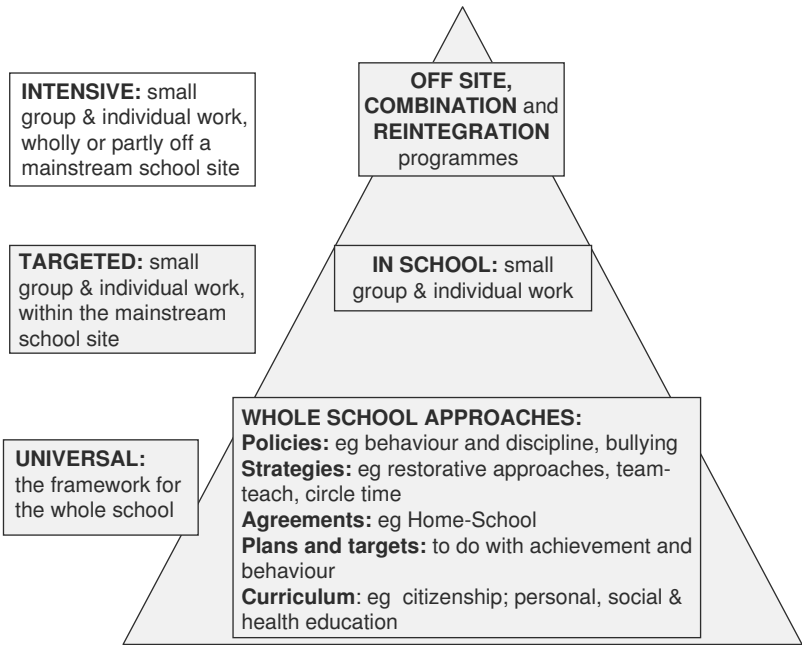 INTENSIVE: small
group & individual work,
wholly or partly off a
mainstream school site
OFF SITE,
COMBINATION and
REINTEGRATION
programmes
TARGETED: small
group & individual work,
within the mainstream
school site
IN SCHOOL: small
group & individual work
UNIVERSAL:
the framework for
the whole school
WHOLE SCHOOL APPROACHES:
Policies: eg behaviour and discipline, bullying
Strategies: eg restorative approaches, team-
teach, circle time
Agreements: eg Home-School
Plans and targets: to do with achievement and
behaviour
Curriculum: eg citizenship; personal, social &
health education